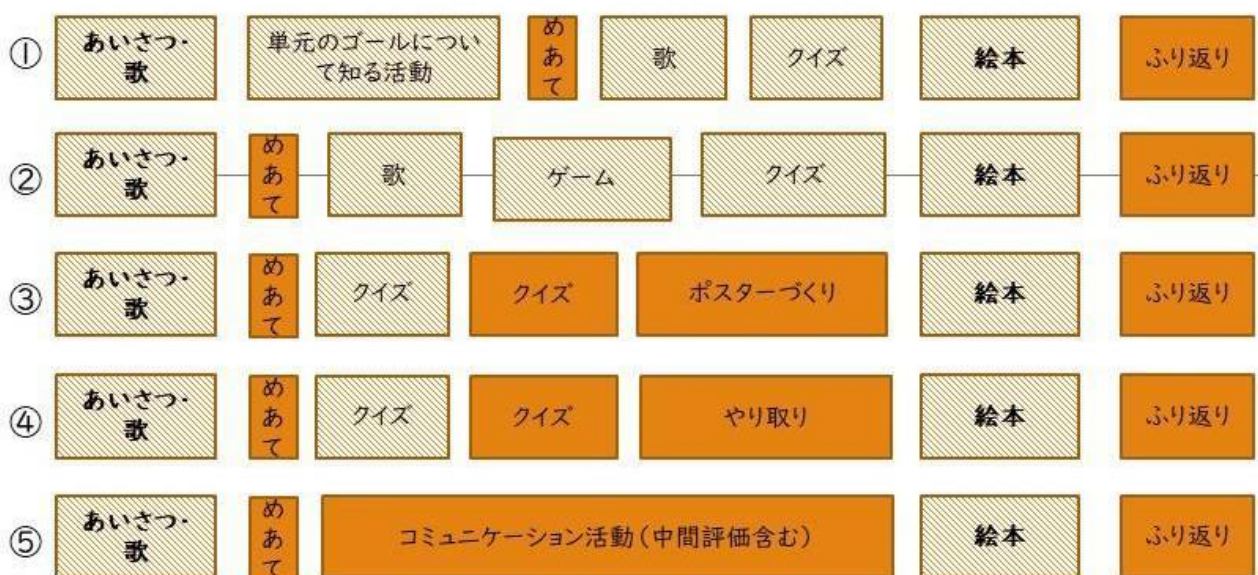 ①
あいさつ・
歌
単元のゴールについ
て知る活動
めあて
歌
クイズ
絵本
ふり返り
②
あいさつ・
歌
めあて
歌
ゲーム
クイズ
絵本
ふり返り
③
あいさつ・
歌
めあて
クイズ
クイズ
ポスターづくり
絵本
ふり返り
④
あいさつ・
歌
めあて
クイズ
クイズ
やり取り
絵本
ふり返り
⑤
あいさつ・
歌
めあて
コミュニケーション活動(中間評価含む)
絵本
ふり返り